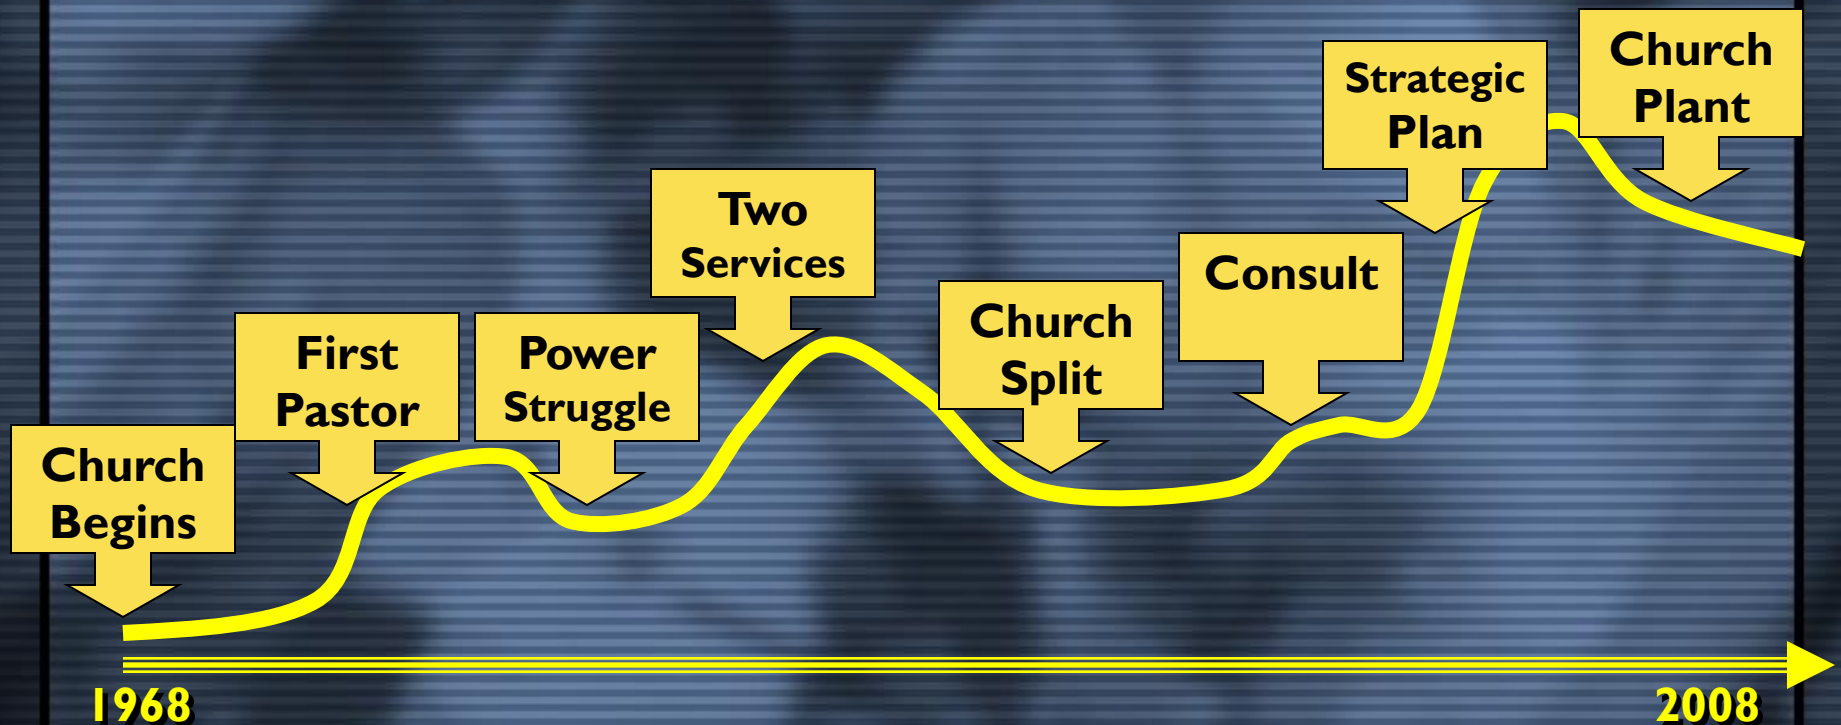 Church
Begins
First
Pastor
Power
Struggle
Two
Services
Church
Split
Consult
Strategic
Plan
Church
Plant
1968
2008